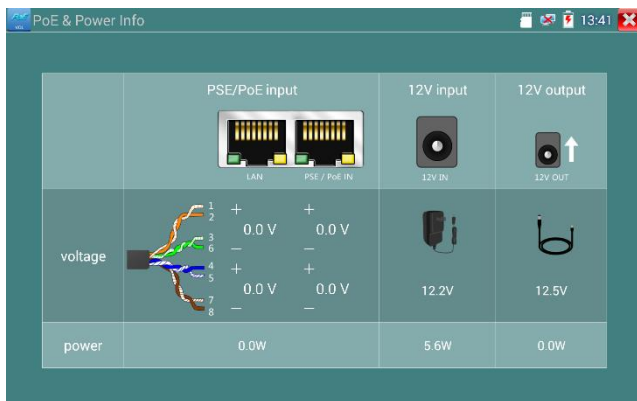 PoE & Power Info
13:41
PSE/PoE input
12V input
12V output
LAN
PSE / PoE IN
12V IN
12V OUT
voltage
1
2
3
6
4
5
7
8
+ +
0.0 V 0.0 V
— —
+ +
0.0 V 0.0 V
— —
12.2V
12.5V
power
0.0W
5.6W
0.0W